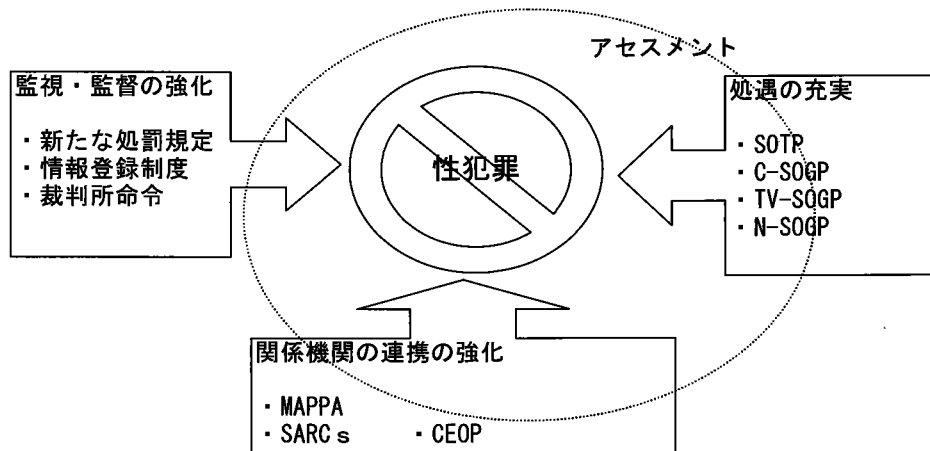 アセスメント
監視・監督の強化
・新たな処罰規定
・情報登録制度
・裁判所命令
性犯罪
処遇の充実
・SOTP
・C-SOGP
・TV-SOGP
・N-SOGP
関係機関の連携の強化
・MAPPA
・SARCｓ ・CEOP